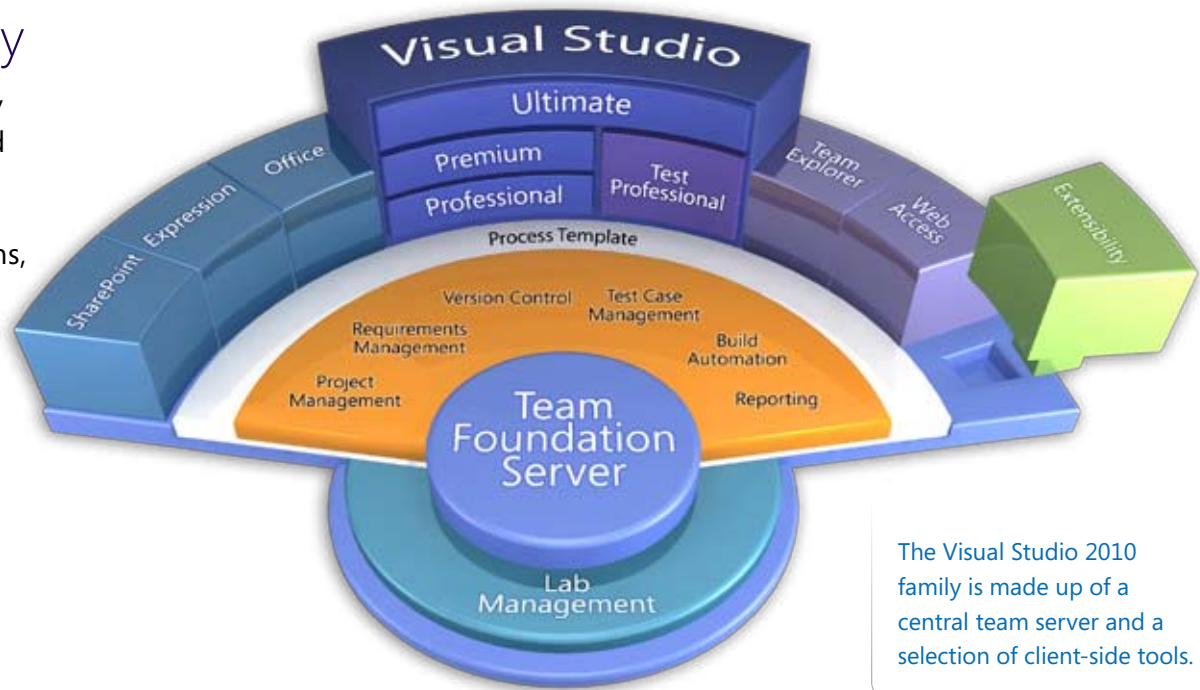 y
y
d
ns,
Visual Studio
Ultimate
Premium
Professional
Test
Professional
Office
Expression
SharePoint
Team
Explorer
Web
Access
Extensibility
Process Template
Version Control
Test Case
Management
Requirements
Management
Build
Automation
Project
Management
Reporting
Team
Foundation
Server
Lab
Management
The Visual Studio 2010
family is made up of a
central team server and a
selection of client-side tools.